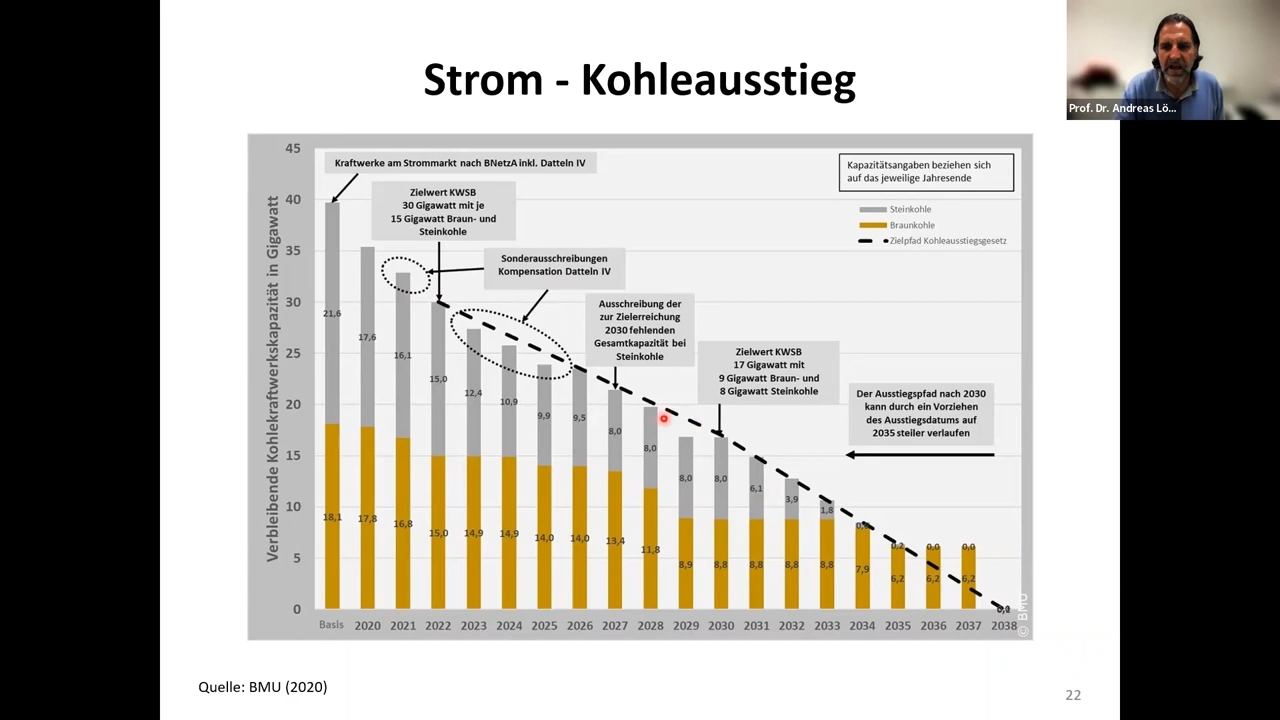 Strom - Kohleausstieg
Prof. Dr. Andreas Lö...
Verbleibende Kohlekraftwerkskapazität in Gigawatt
45
40
35
30
25
20
15
10
5
0
Kraftwerke am Strommarkt nach BNetzA inkl. Datteln IV
Zielwert KWSB
30 Gigawatt mit je
15 Gigawatt Braun- und
Steinkohle
Sonderausschreibungen
Kompensation Datteln IV
Ausschreibung der
zur Zielerreichung
2030 fehlenden
Gesamtkapazität bei
Steinkohle
Zielwert KWSB
17 Gigawatt mit
9 Gigawatt Braun- und
8 Gigawatt Steinkohle
Kapazitätsangaben beziehen sich
auf das jeweilige Jahresende
Steinkohle
Braunkohle
Zielpfad Kohleausstiegsgesetz
Der Ausstiegspfad nach 2030
kann durch ein Vorziehen
des Ausstiegsdatums auf
2035 steiler verlaufen
21,6 17,6 16,1 15,0 12,4 10,9 9,9 9,5 8,0 8,0 8,0 8,0 6,1 3,9 1,8 0,2 0,0 0,0
18,1 17,8 16,8 15,0 14,9 14,9 14,0 14,0 13,4 11,8 8,9 8,8 8,8 8,8 8,8 7,9 6,2 6,2 6,2
Basis 2020 2021 2022 2023 2024 2025 2026 2027 2028 2029 2030 2031 2032 2033 2034 2035 2036 2037 2038
© BMU
Quelle: BMU (2020)
22